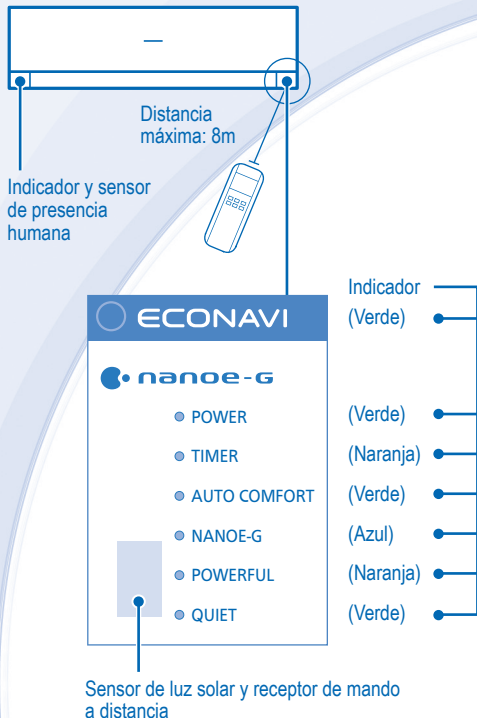 Distancia
máxima: 8m
Indicador y sensor
de presencia
humana
Indicador
ECONAVI
(Verde)
nanoe-G
POWER
(Verde)
TIMER
(Naranja)
AUTO COMFORT
(Verde)
NANOE-G
(Azul)
POWERFUL
(Naranja)
QUIET
(Verde)
Sensor de luz solar y receptor de mando
a distancia